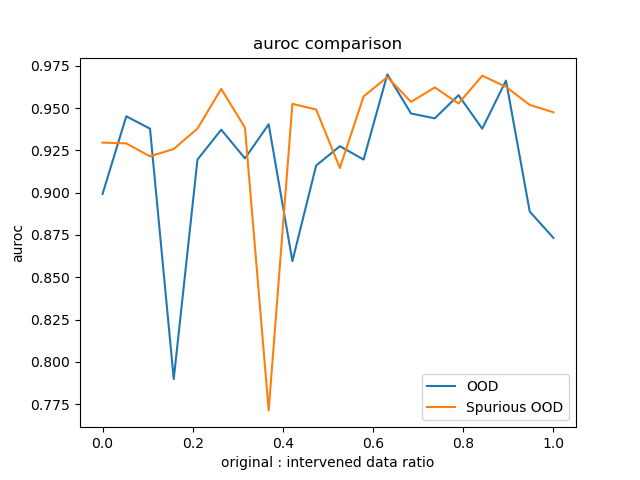 auroc comparison
0.975
0.950
0.925
0.900
0.875
0.850
0.825
0.800
0.775
auroc
OOD
Spurious OOD
0.0 0.2 0.4 0.6 0.8 1.0
original : intervened data ratio